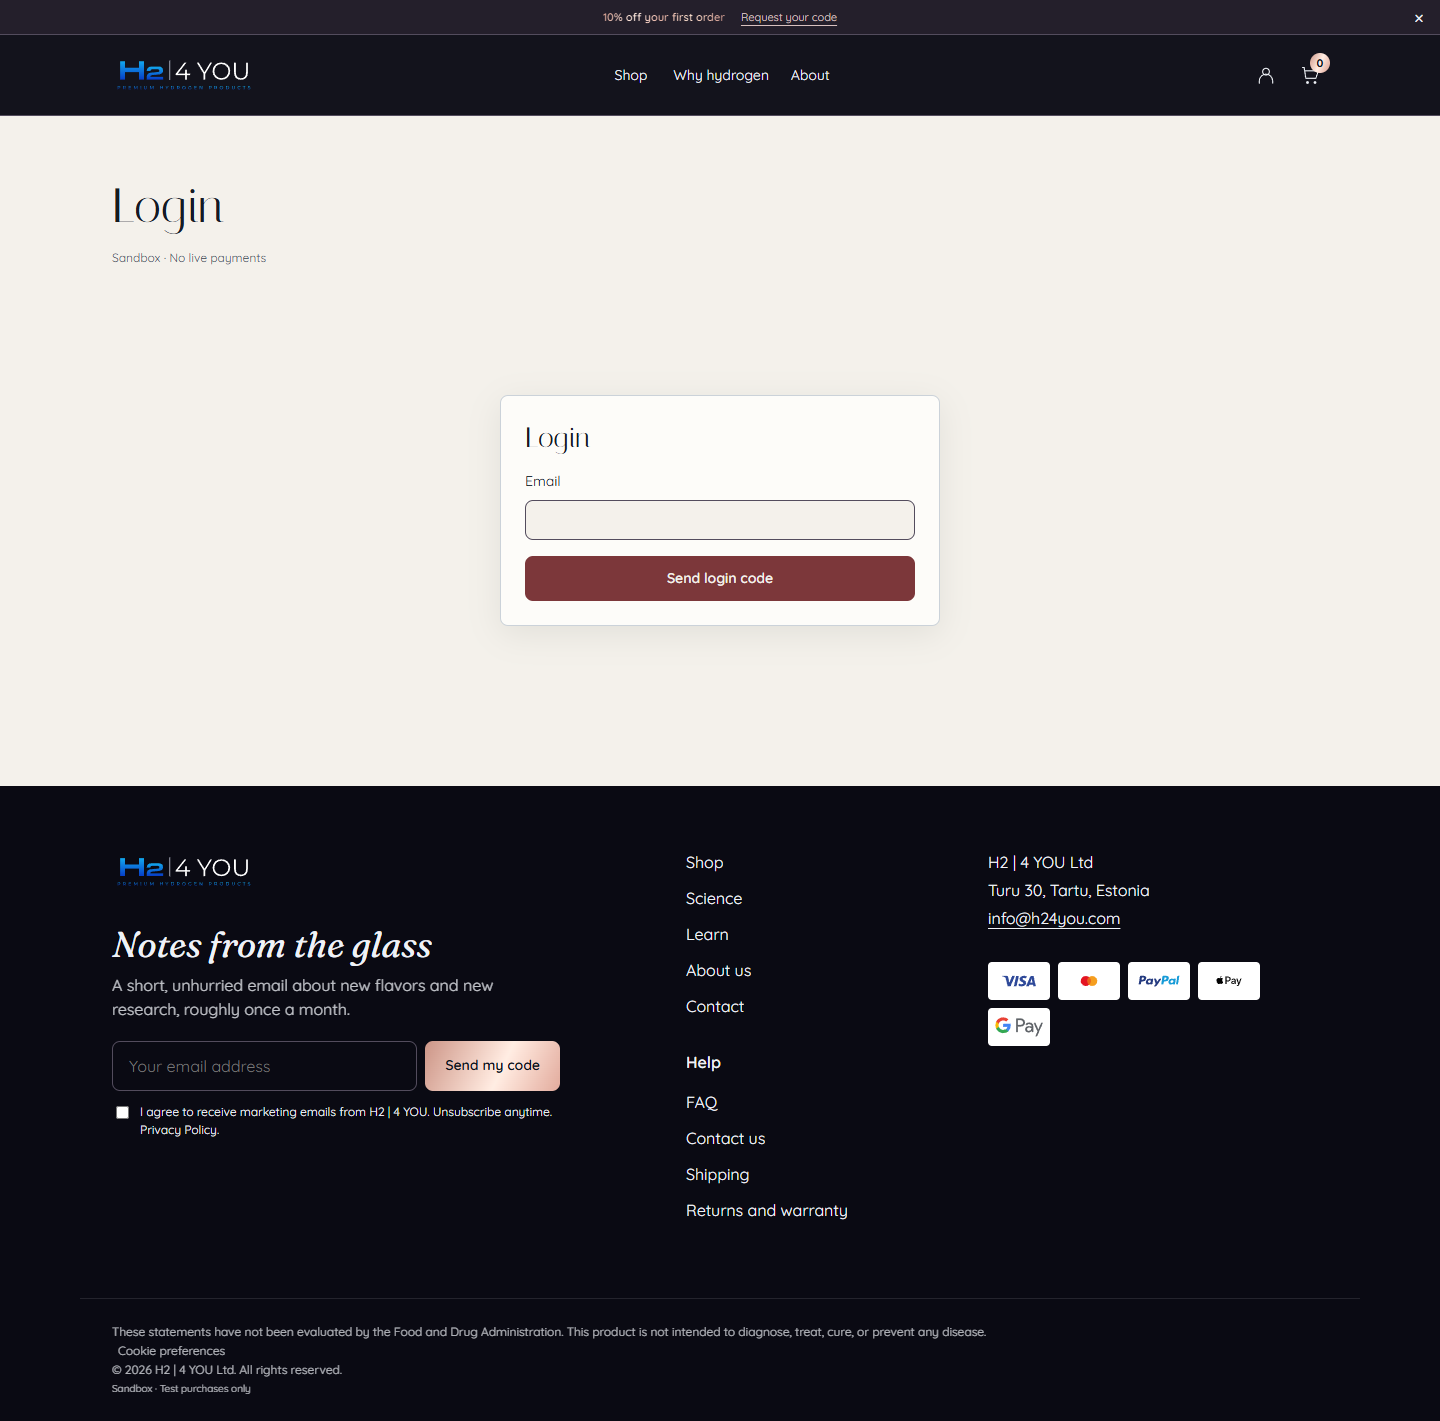 10% off your first order Request your code
H2 | 4 YOU
PREMIUM HYDROGEN PRODUCTS
Shop Why hydrogen About
0
Login
Sandbox · No live payments
Login
Email
Send login code
H2 | 4 YOU
PREMIUM HYDROGEN PRODUCTS
Notes from the glass
A short, unhurried email about new flavors and new
research, roughly once a month.
Your email address
Send my code
I agree to receive marketing emails from H2 | 4 YOU. Unsubscribe anytime.
Privacy Policy.
Shop
Science
Learn
About us
Contact
Help
FAQ
Contact us
Shipping
Returns and warranty
H2 | 4 YOU Ltd
Turu 30, Tartu, Estonia
info@h24you.com
VISA PayPal Pay
G Pay
These statements have not been evaluated by the Food and Drug Administration. This product is not intended to diagnose, treat, cure, or prevent any disease.
Cookie preferences
© 2026 H2 | 4 YOU Ltd. All rights reserved.
Sandbox · Test purchases only